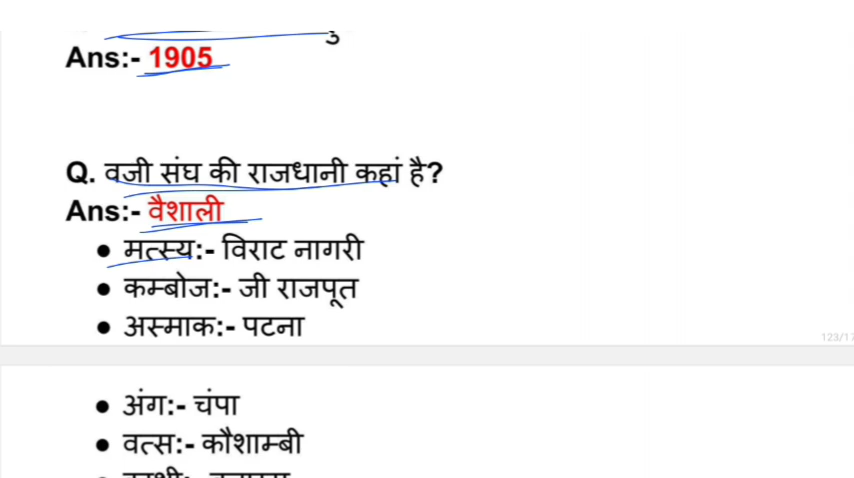 Ans:- 1905
Q. वजी संघ की राजधानी कहां है?
Ans:- वैशाली
● मत्स्य:- विराट नागरी
● कम्बोज:- जी राजपूत
● अस्माक:- पटना
123/17
● अंग:- चंपा
● वत्स:- कौशाम्बी